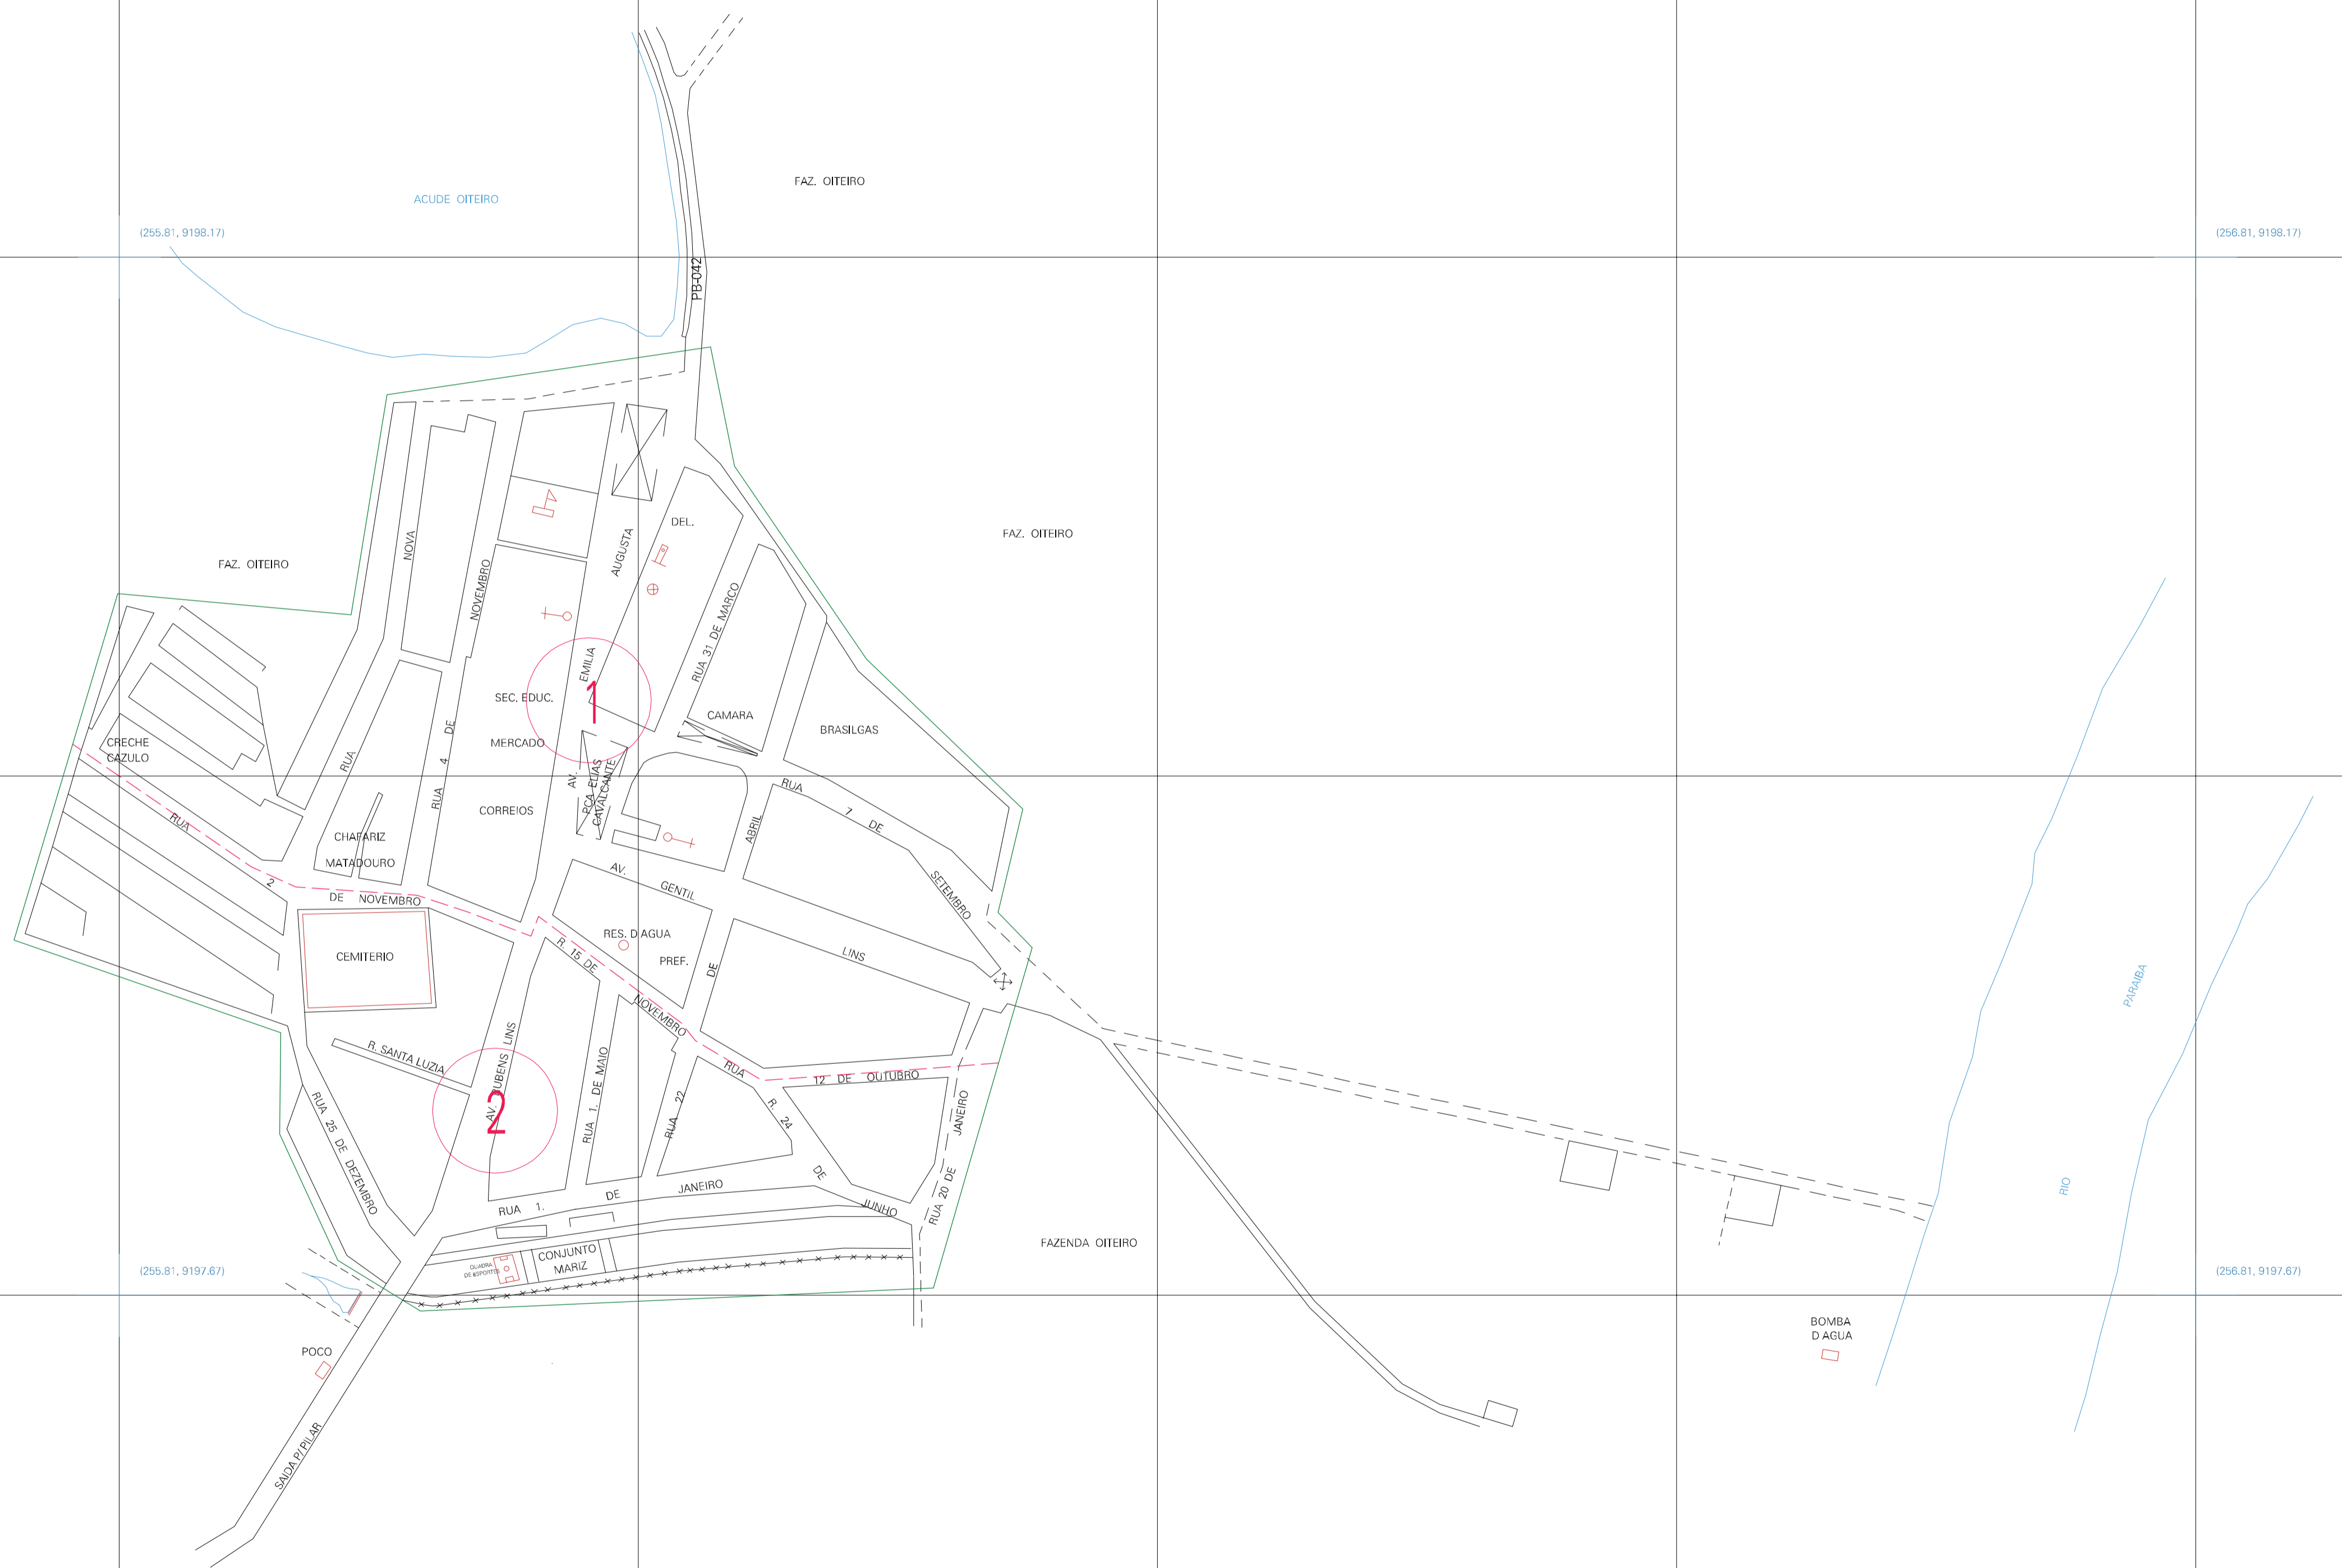 FAZ. OITEIRO
ACUDE OITEIRO
(255.81, 9198.17)
(256.81, 9198.17)
PB-042
FAZ. OITEIRO
FAZ. OITEIRO
DEL.
RUA NOVA
RUA 4 DE NOVEMBRO
AV. EMILIA AUGUSTA
RUA 31 DE MARCO
1
SEC. EDUC.
MERCADO
CORREIOS
CAMARA
BRASILGAS
CRECHE
CAZULO
PCA ELIAS
CAVALCANTE
CHAFARIZ
MATADOURO
RUA 2 DE NOVEMBRO
RUA 7 DE SETEMBRO
DE ABRIL
AV. GENTIL LINS
RES. D AGUA
PREF.
CEMITERIO
R. 15 DE NOVEMBRO
R. SANTA LUZIA
AV. RUBENS LINS
2
RUA 1. DE MAIO
RUA 22
RUA 12 DE OUTUBRO
R. 24 DE JUNHO
RUA 20 DE JANEIRO
RUA 25 DE DEZEMBRO
RUA 1. DE JANEIRO
CONJUNTO
MARIZ
QUADRA
DE ESPORTES
FAZENDA OITEIRO
RIO PARAIBA
(255.81, 9197.67)
(256.81, 9197.67)
BOMBA
D AGUA
POCO
SAIDA P/ PILAR